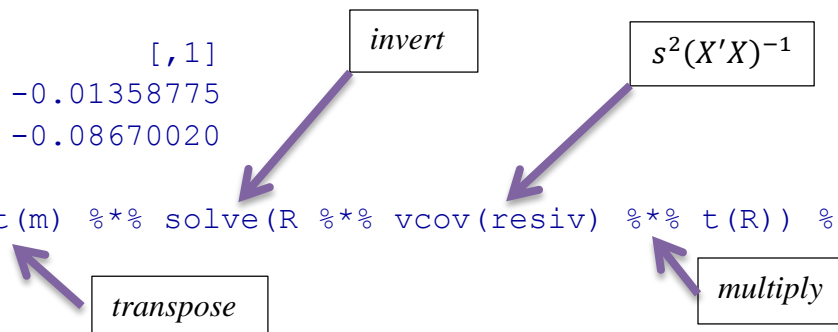 [,1]
invert
s²(X′X)⁻¹
-0.01358775
-0.08670020
t(m) %*% solve(R %*% vcov(resiv) %*% t(R)) %
transpose
multiply